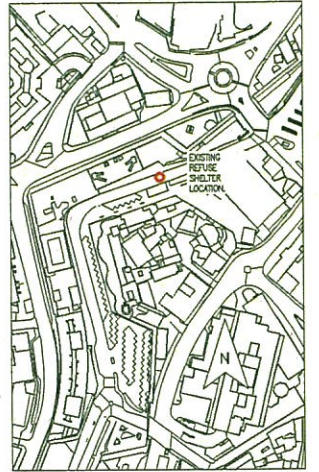 EXISTING
REFUSE
SHELTER
LOCATION.
N